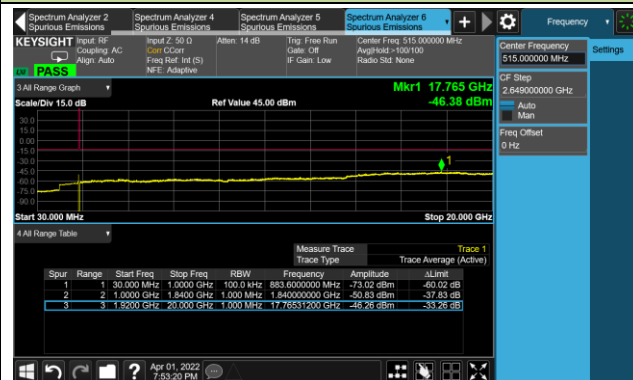 Spectrum Analyzer 2
Spurious Emissions
Spectrum Analyzer 4
Spurious Emissions
Spectrum Analyzer 5
Spurious Emissions
Spectrum Analyzer 6
Spurious Emissions
+
Frequency
KEYSIGHT
Input: RF
Coupling: AC
Align: Auto
Input Z: 50 Ω
Corr CCorr
Freq Ref: Int (S)
NFE: Adaptive
Atten: 14 dB
Trig: Free Run
Gate: Off
IF Gain: Low
Center Freq: 515.000000 MHz
Avg|Hold:>100/100
Radio Std: None
PASS
Center Frequency
515.000000 MHz
Settings
CF Step
2.649000000 GHz
Auto
Man
Freq Offset
0 Hz
3 All Range Graph
Mkr1 17.765 GHz
Scale/Div 15.0 dB
Ref Value 45.00 dBm
-46.38 dBm
30.0
15.0
0.00
-15.0
-30.0
-45.0
-60.0
-75.0
-90.0
1
Start 30.000 MHz
Stop 20.000 GHz
4 All Range Table
Measure Trace Trace 1
Trace Type Trace Average (Active)
Spur Range Start Freq Stop Freq RBW Frequency Amplitude ΔLimit
1 1 30.000 MHz 1.0000 GHz 100.0 kHz 883.6000000 MHz -73.02 dBm -60.02 dB
2 2 1.0000 GHz 1.8400 GHz 1.000 MHz 1.840000000 GHz -50.83 dBm -37.83 dB
3 3 1.9200 GHz 20.000 GHz 1.000 MHz 17.76531200 GHz -46.26 dBm -33.26 dB
?
Apr 01, 2022
7:53:20 PM